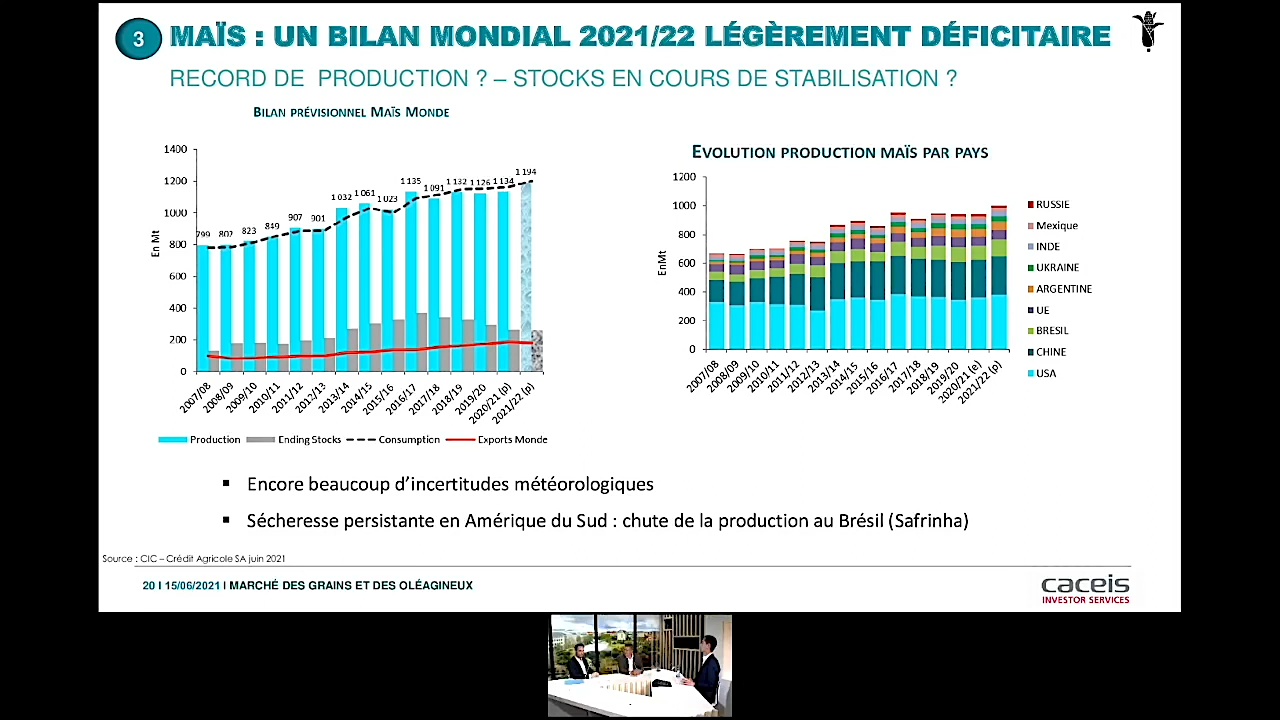 3
MAÏS : UN BILAN MONDIAL 2021/22 LÉGÈREMENT DÉFICITAIRE
RECORD DE PRODUCTION ? – STOCKS EN COURS DE STABILISATION ?
BILAN PRÉVISIONNEL MAÏS MONDE
1400
1200
1000
800
600
400
200
0
En Mt
799
807
823
849
907
901
1 032
1 061
1 023
1 135
1 091
1 132
1 126
1 134
1 194
2007/08
2008/09
2009/10
2010/11
2011/12
2012/13
2013/14
2014/15
2015/16
2016/17
2017/18
2018/19
2019/20
2020/21 (p)
2021/22 (p)
Production
Ending Stocks
Consumption
Exports Monde
EVOLUTION PRODUCTION MAÏS PAR PAYS
1200
1000
800
600
400
200
0
EnMt
2007/08
2008/09
2009/10
2010/11
2011/12
2012/13
2013/14
2014/15
2015/16
2016/17
2017/18
2018/19
2019/20
2020/21 (e)
2021/22 (p)
RUSSIE
Mexique
INDE
UKRAINE
ARGENTINE
UE
BRESIL
CHINE
USA
▪ Encore beaucoup d'incertitudes météorologiques
▪ Sécheresse persistante en Amérique du Sud : chute de la production au Brésil (Safrinha)
Source : CIC – Crédit Agricole SA juin 2021
20 I 15/06/2021 I MARCHÉ DES GRAINS ET DES OLÉAGINEUX
caceis
INVESTOR SERVICES